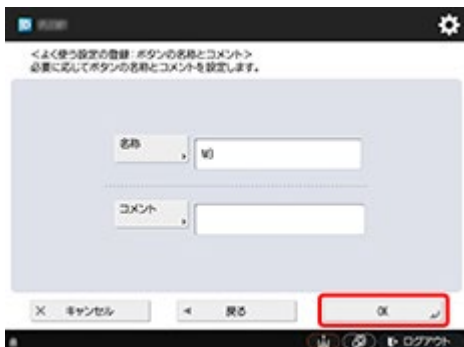 <よく使う設定の登録: ボタンの名称とコメント>
必要に応じてボタンの名称とコメントを設定します。
名称
コメント
キャンセル
戻る
OK
ログアウト